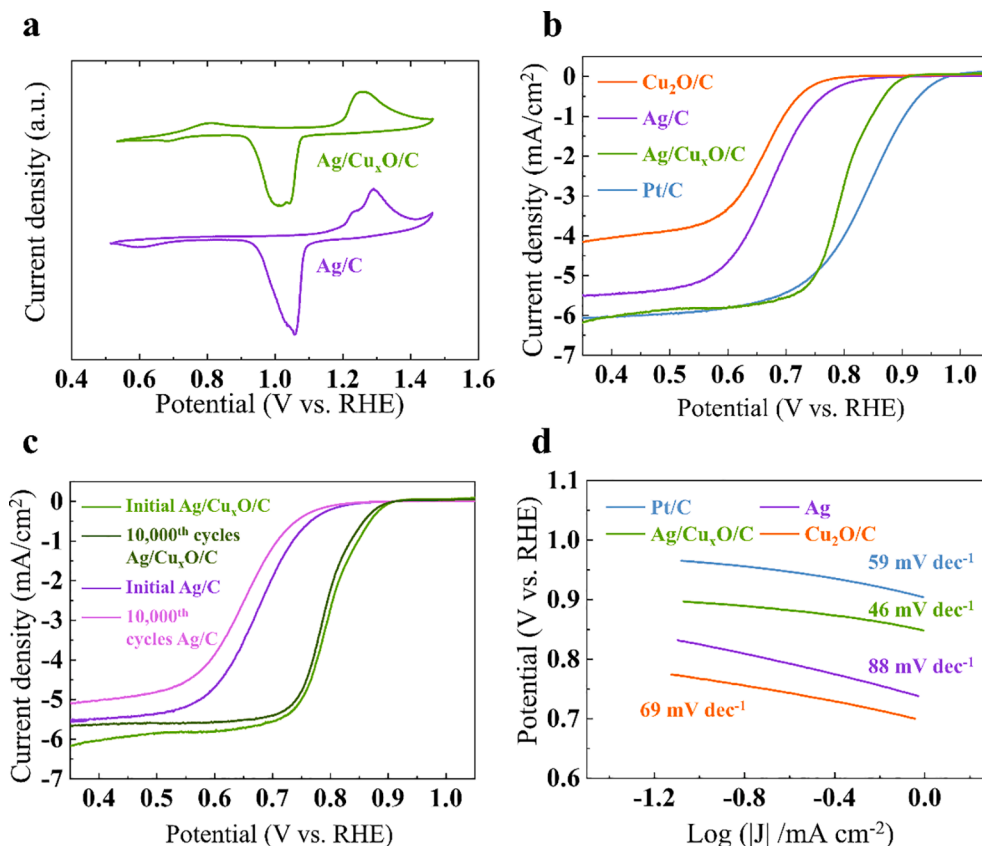 a
Current density (a.u.)
Ag/CuₓO/C
Ag/C
0.4 0.6 0.8 1.0 1.2 1.4 1.6
Potential (V vs. RHE)
b
Current density (mA/cm²)
0
-1
-2
-3
-4
-5
-6
-7
Cu₂O/C
Ag/C
Ag/CuₓO/C
Pt/C
0.4 0.5 0.6 0.7 0.8 0.9 1.0
Potential (V vs. RHE)
c
Current density (mA/cm²)
0
-1
-2
-3
-4
-5
-6
-7
Initial Ag/CuₓO/C
10,000ᵗʰ cycles
Ag/CuₓO/C
Initial Ag/C
10,000ᵗʰ
cycles Ag/C
0.4 0.5 0.6 0.7 0.8 0.9 1.0
Potential (V vs. RHE)
d
Potential (V vs. RHE)
1.1
1.0
0.9
0.8
0.7
0.6
Pt/C Ag
Ag/CuₓO/C Cu₂O/C
59 mV dec⁻¹
46 mV dec⁻¹
88 mV dec⁻¹
69 mV dec⁻¹
-1.2 -0.8 -0.4 0.0
Log (|J| /mA cm⁻²)